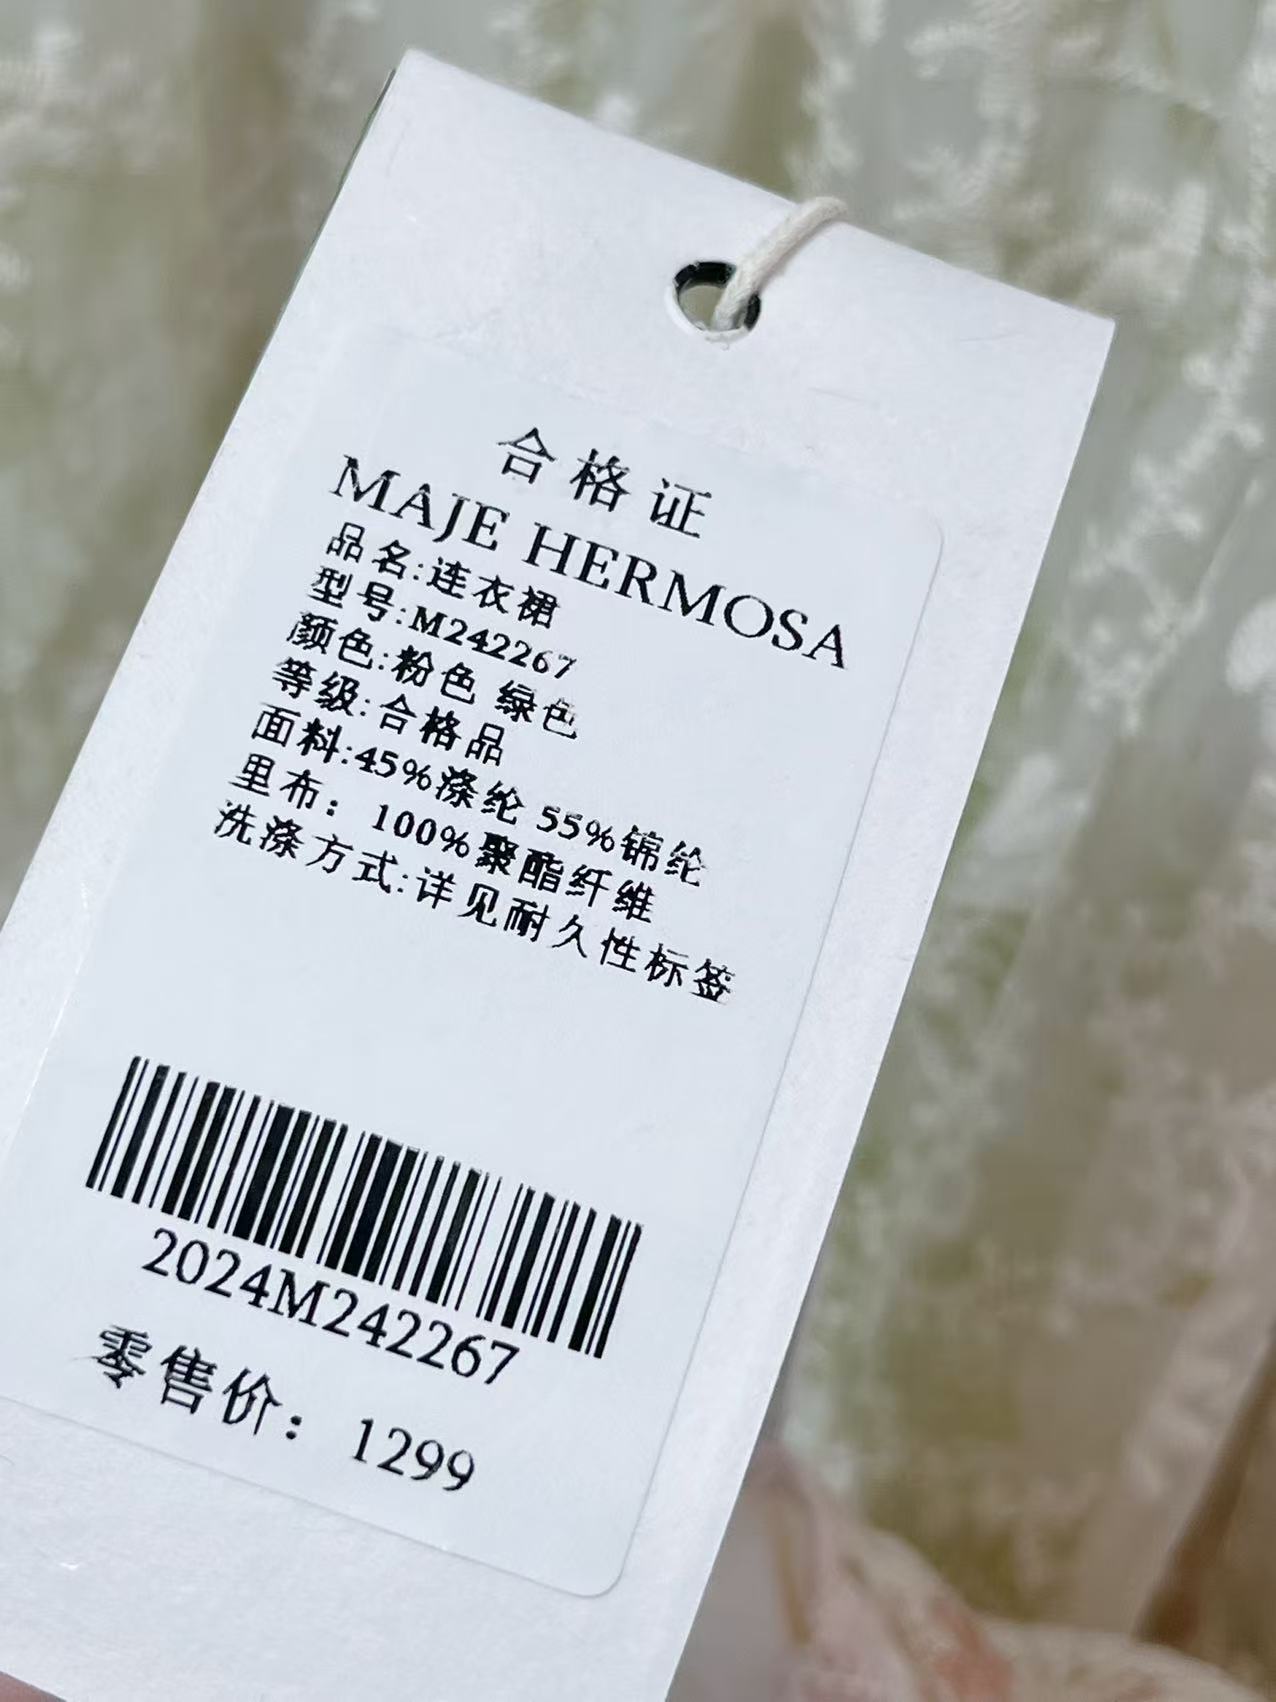 合格证
MAJE HERMOSA
品名:连衣裙
型号:M242267
颜色:粉色 绿色
等级:合格品
面料:45%涤纶 55%锦纶
里布：100%聚酯纤维
洗涤方式:详见耐久性标签
2024M242267
零售价：1299